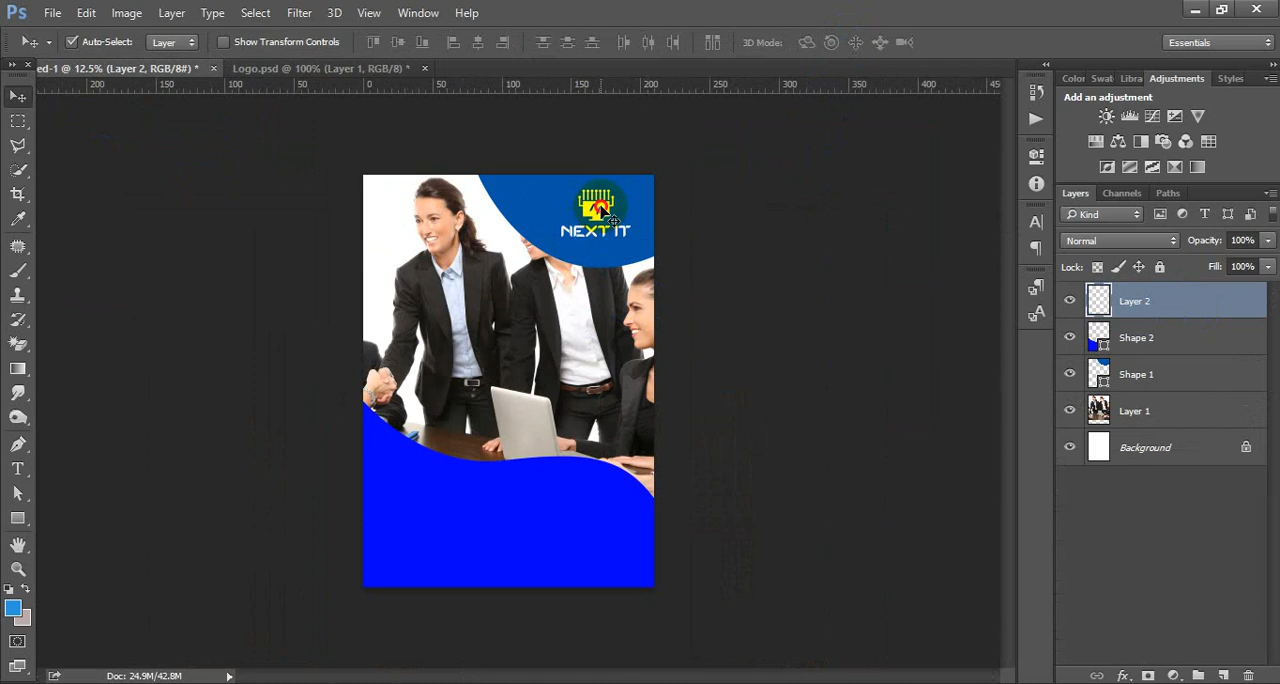 Ps File Edit Image Layer Type Select Filter 3D View Window Help
Auto-Select: Layer Show Transform Controls 3D Mode: Essentials
ed-1 @ 12.5% (Layer 2, RGB/8#) * × Logo.psd @ 100% (Layer 1, RGB/8) * ×
200 150 100 50 0 50 100 150 200 250 300 350 400 45
Color Swat Libra Adjustments Styles
Add an adjustment
Layers Channels Paths
Kind
Normal Opacity: 100%
Lock: Fill: 100%
Layer 2
Shape 2
Shape 1
Layer 1
Background
NEXT IT
Doc: 24.9M/42.8M